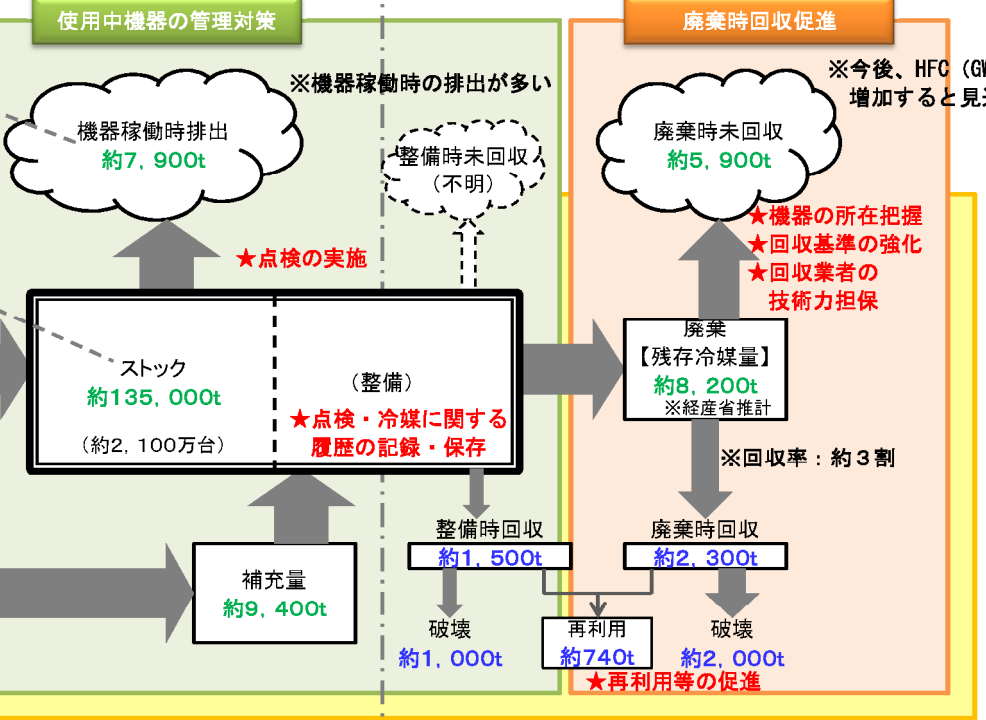 使用中機器の管理対策
廃棄時回収促進
※機器稼働時の排出が多い
※今後、HFC（GW
増加すると見込
機器稼働時排出
約7, 900t
整備時未回収
（不明）
廃棄時未回収
約5, 900t
★点検の実施
★機器の所在把握
★回収基準の強化
★回収業者の
技術力担保
ストック
約135, 000t
（約2, 100万台）
（整備）
★点検・冷媒に関する
履歴の記録・保存
廃棄
【残存冷媒量】
約8, 200t
※経産省推計
※回収率：約３割
整備時回収
約1, 500t
廃棄時回収
約2, 300t
補充量
約9, 400t
破壊
約1, 000t
再利用
約740t
破壊
約2, 000t
★再利用等の促進